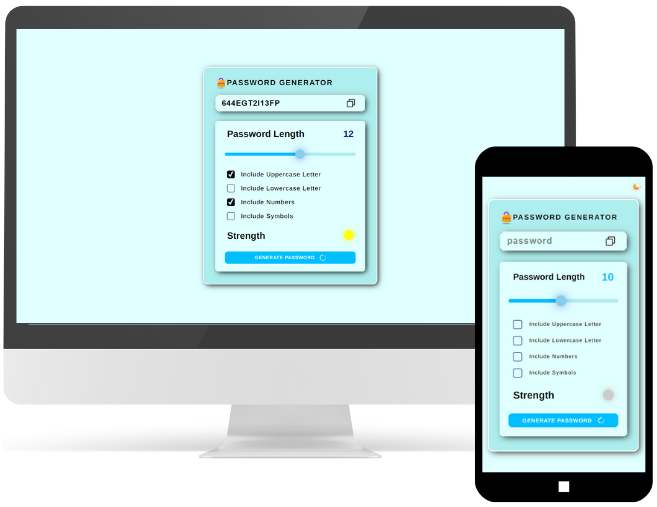 PASSWORD GENERATOR
644EGT2I13FP
Password Length 12
Include Uppercase Letter
Include Lowercase Letter
Include Numbers
Include Symbols
Strength
GENERATE PASSWORD
PASSWORD GENERATOR
password
Password Length 10
Include Uppercase Letter
Include Lowercase Letter
Include Numbers
Include Symbols
Strength
GENERATE PASSWORD